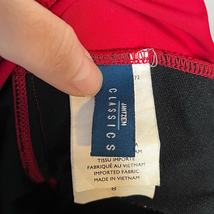 JANTZEN
CLASSICS
TISSU IMPORTÉ
FABRIQUÉ AU VIETNAM
IMPORTED FABRIC
MADE IN VIETNAM